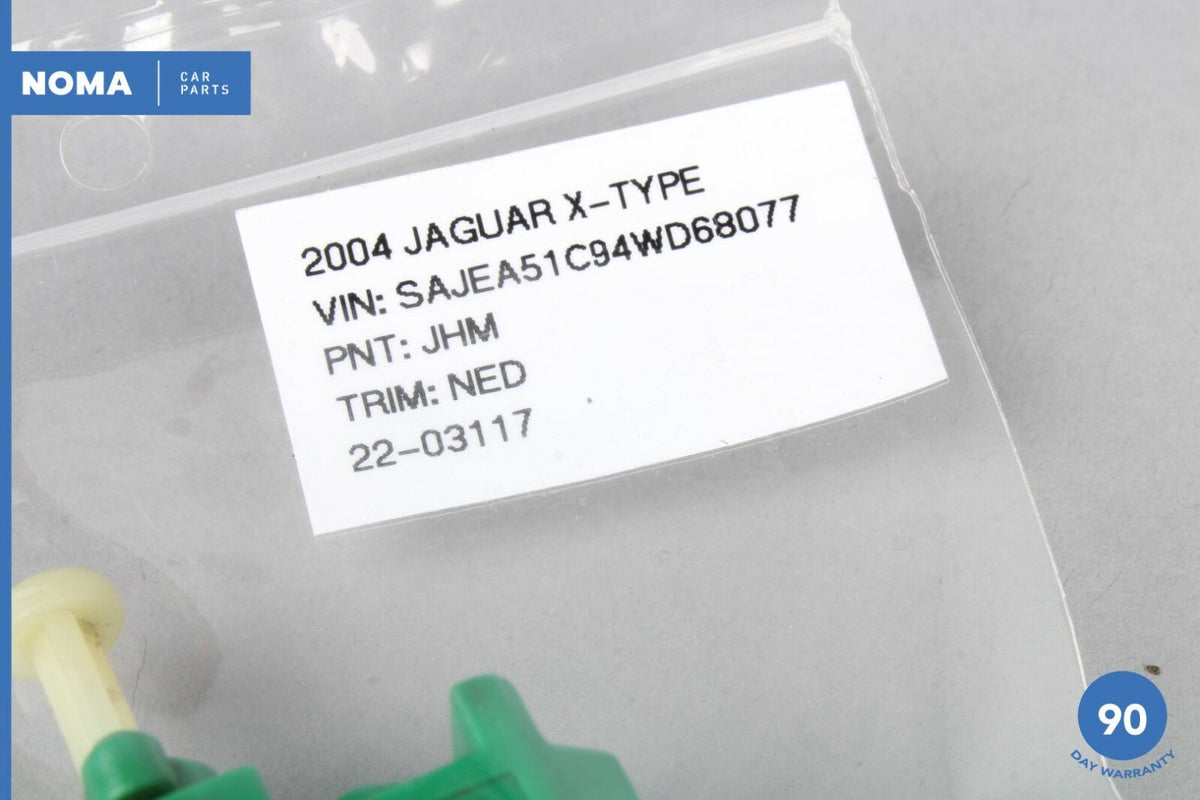 NOMA
CAR
PARTS
2004 JAGUAR X-TYPE
VIN: SAJEA51C94WD68077
PNT: JHM
TRIM: NED
22-03117
90
DAY WARRANTY